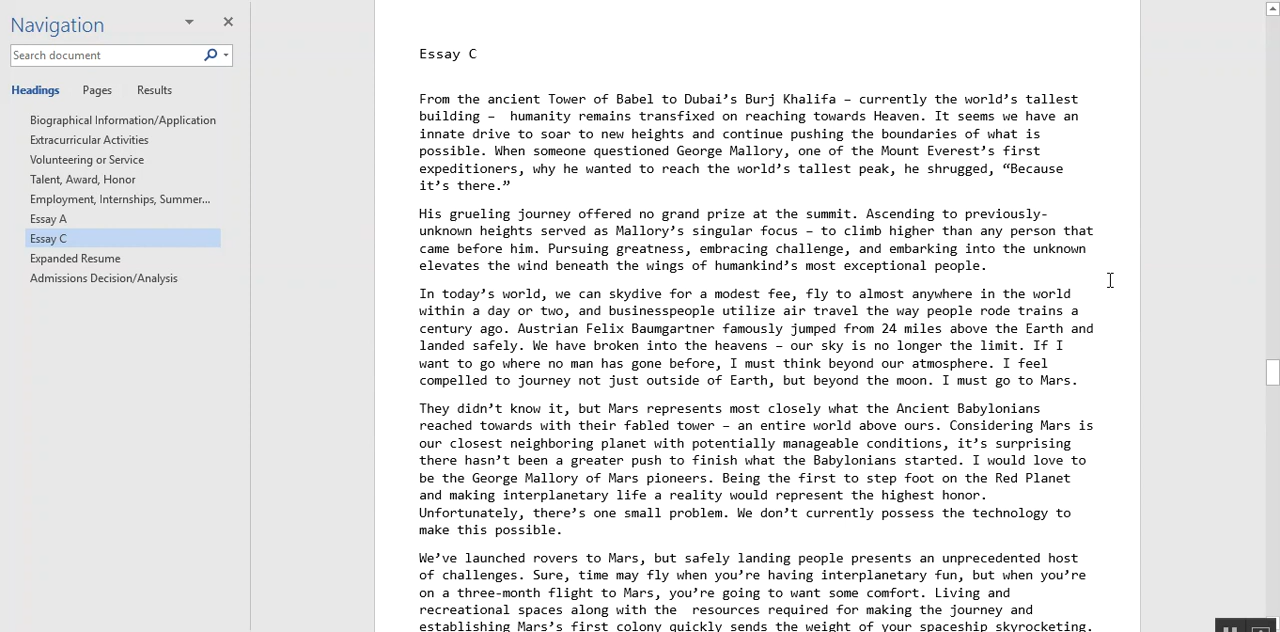 Navigation
Search document
Headings Pages Results
Biographical Information/Application
Extracurricular Activities
Volunteering or Service
Talent, Award, Honor
Employment, Internships, Summer...
Essay A
Essay C
Expanded Resume
Admissions Decision/Analysis
Essay C
From the ancient Tower of Babel to Dubai’s Burj Khalifa – currently the world’s tallest
building –  humanity remains transfixed on reaching towards Heaven. It seems we have an
innate drive to soar to new heights and continue pushing the boundaries of what is
possible. When someone questioned George Mallory, one of the Mount Everest’s first
expeditioners, why he wanted to reach the world’s tallest peak, he shrugged, “Because
it’s there.”
His grueling journey offered no grand prize at the summit. Ascending to previously-
unknown heights served as Mallory’s singular focus – to climb higher than any person that
came before him. Pursuing greatness, embracing challenge, and embarking into the unknown
elevates the wind beneath the wings of humankind’s most exceptional people.
In today’s world, we can skydive for a modest fee, fly to almost anywhere in the world
within a day or two, and businesspeople utilize air travel the way people rode trains a
century ago. Austrian Felix Baumgartner famously jumped from 24 miles above the Earth and
landed safely. We have broken into the heavens – our sky is no longer the limit. If I
want to go where no man has gone before, I must think beyond our atmosphere. I feel
compelled to journey not just outside of Earth, but beyond the moon. I must go to Mars.
They didn’t know it, but Mars represents most closely what the Ancient Babylonians
reached towards with their fabled tower – an entire world above ours. Considering Mars is
our closest neighboring planet with potentially manageable conditions, it’s surprising
there hasn’t been a greater push to finish what the Babylonians started. I would love to
be the George Mallory of Mars pioneers. Being the first to step foot on the Red Planet
and making interplanetary life a reality would represent the highest honor.
Unfortunately, there’s one small problem. We don’t currently possess the technology to
make this possible.
We’ve launched rovers to Mars, but safely landing people presents an unprecedented host
of challenges. Sure, time may fly when you’re having interplanetary fun, but when you’re
on a three-month flight to Mars, you’re going to want some comfort. Living and
recreational spaces along with the  resources required for making the journey and
establishing Mars’s first colony quickly sends the weight of your spaceship skyrocketing.